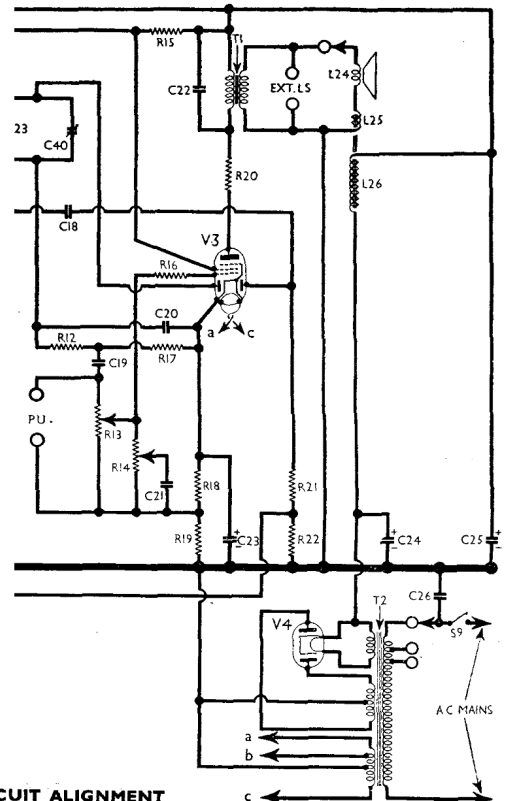 R15
T1
C22
EXT. LS
L24
L25
23
C40
R20
L26
C18
V3
R16
C20
a
c
R12
R17
C19
PU.
R13
R14
C21
R18
R21
R19
C23
R22
C24
C25
+
−
+
−
+
−
C26
T2
V4
S9
A C MAINS
a
b
c
CUIT ALIGNMENT